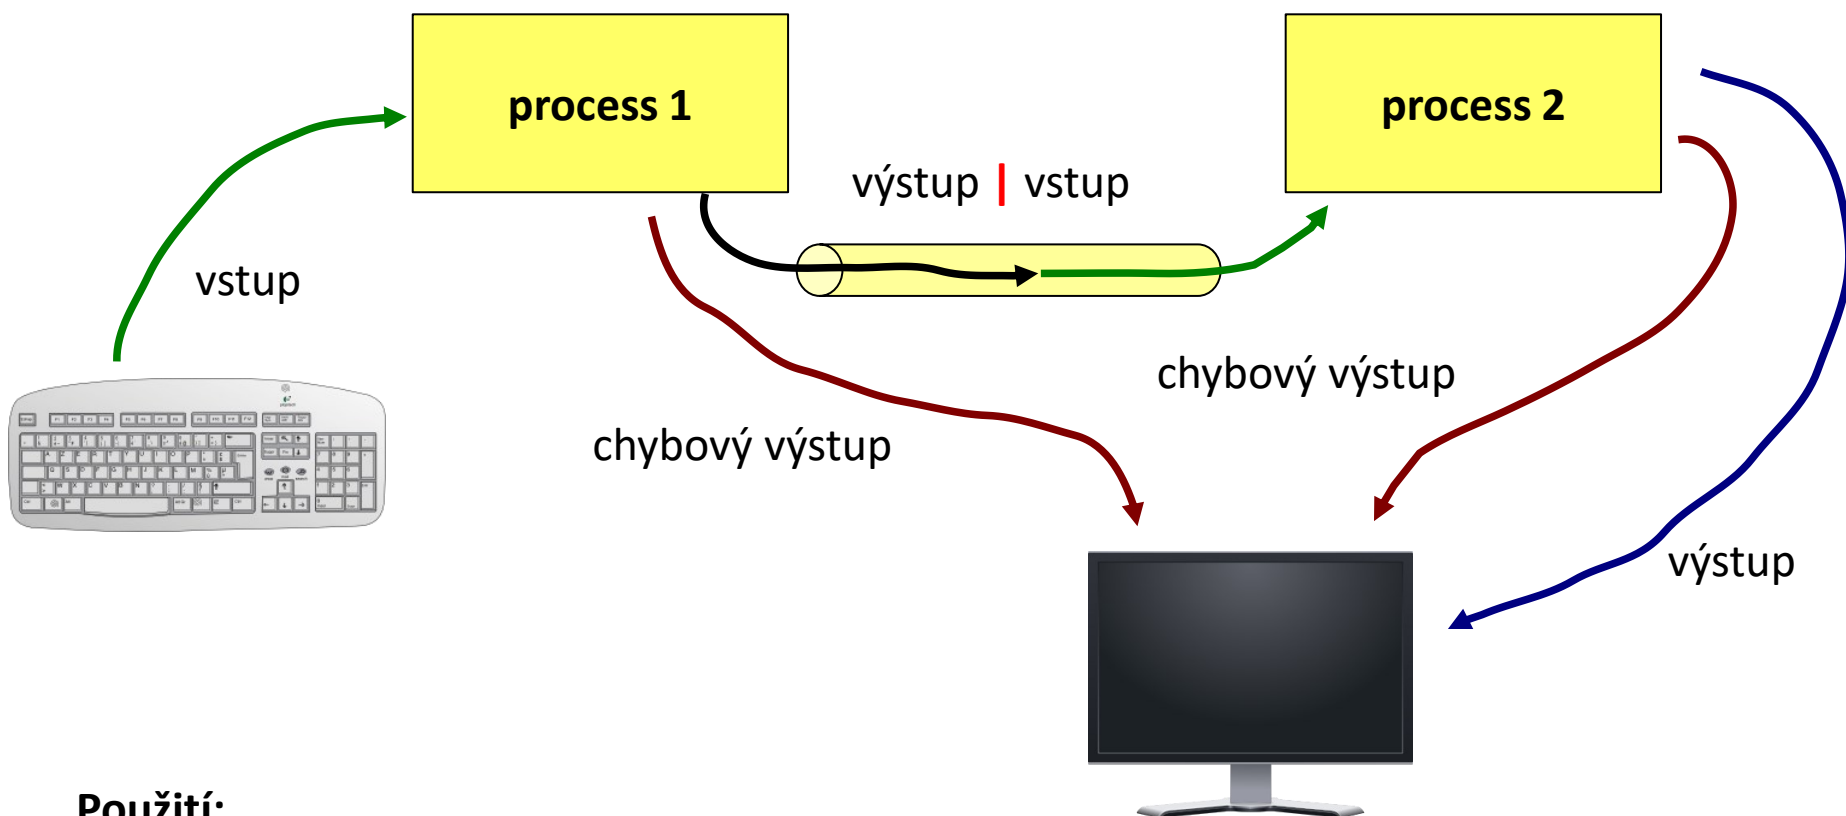 process 1
process 2
výstup | vstup
vstup
chybový výstup
chybový výstup
výstup
Použití: